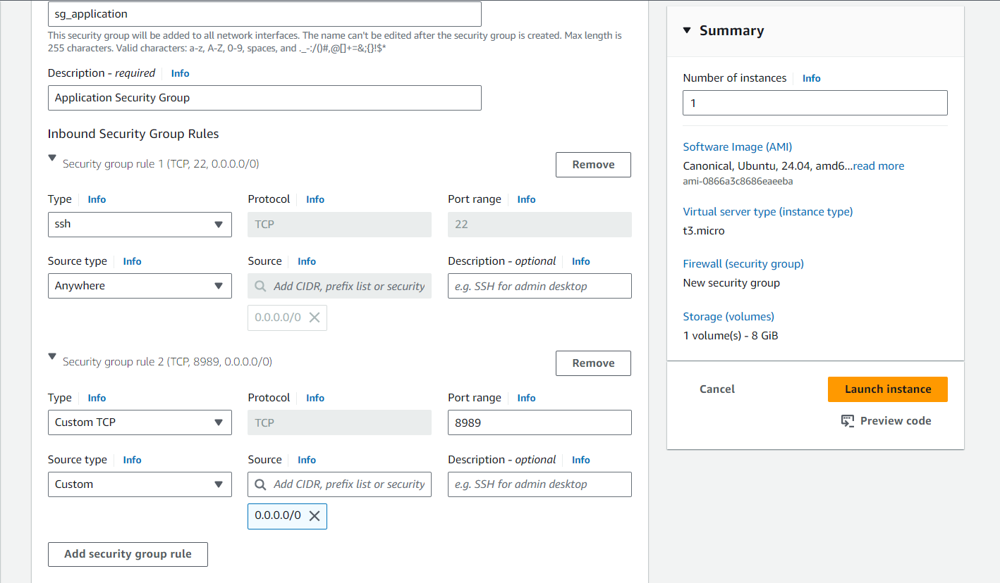 sg_application
This security group will be added to all network interfaces. The name can't be edited after the security group is created. Max length is
255 characters. Valid characters: a-z, A-Z, 0-9, spaces, and ._-:/()#,@[]+=&;{}!$*
Description - required Info
Application Security Group
Inbound Security Group Rules
Security group rule 1 (TCP, 22, 0.0.0.0/0)
Remove
Type Info Protocol Info Port range Info
ssh TCP 22
Source type Info Source Info Description - optional Info
Anywhere Add CIDR, prefix list or security e.g. SSH for admin desktop
0.0.0.0/0
Security group rule 2 (TCP, 8989, 0.0.0.0/0)
Remove
Type Info Protocol Info Port range Info
Custom TCP TCP 8989
Source type Info Source Info Description - optional Info
Custom Add CIDR, prefix list or security e.g. SSH for admin desktop
0.0.0.0/0
Add security group rule
Summary
Number of instances Info
1
Software Image (AMI)
Canonical, Ubuntu, 24.04, amd6...read more
ami-0866a3c8686eaeeba
Virtual server type (instance type)
t3.micro
Firewall (security group)
New security group
Storage (volumes)
1 volume(s) - 8 GiB
Cancel
Launch instance
Preview code